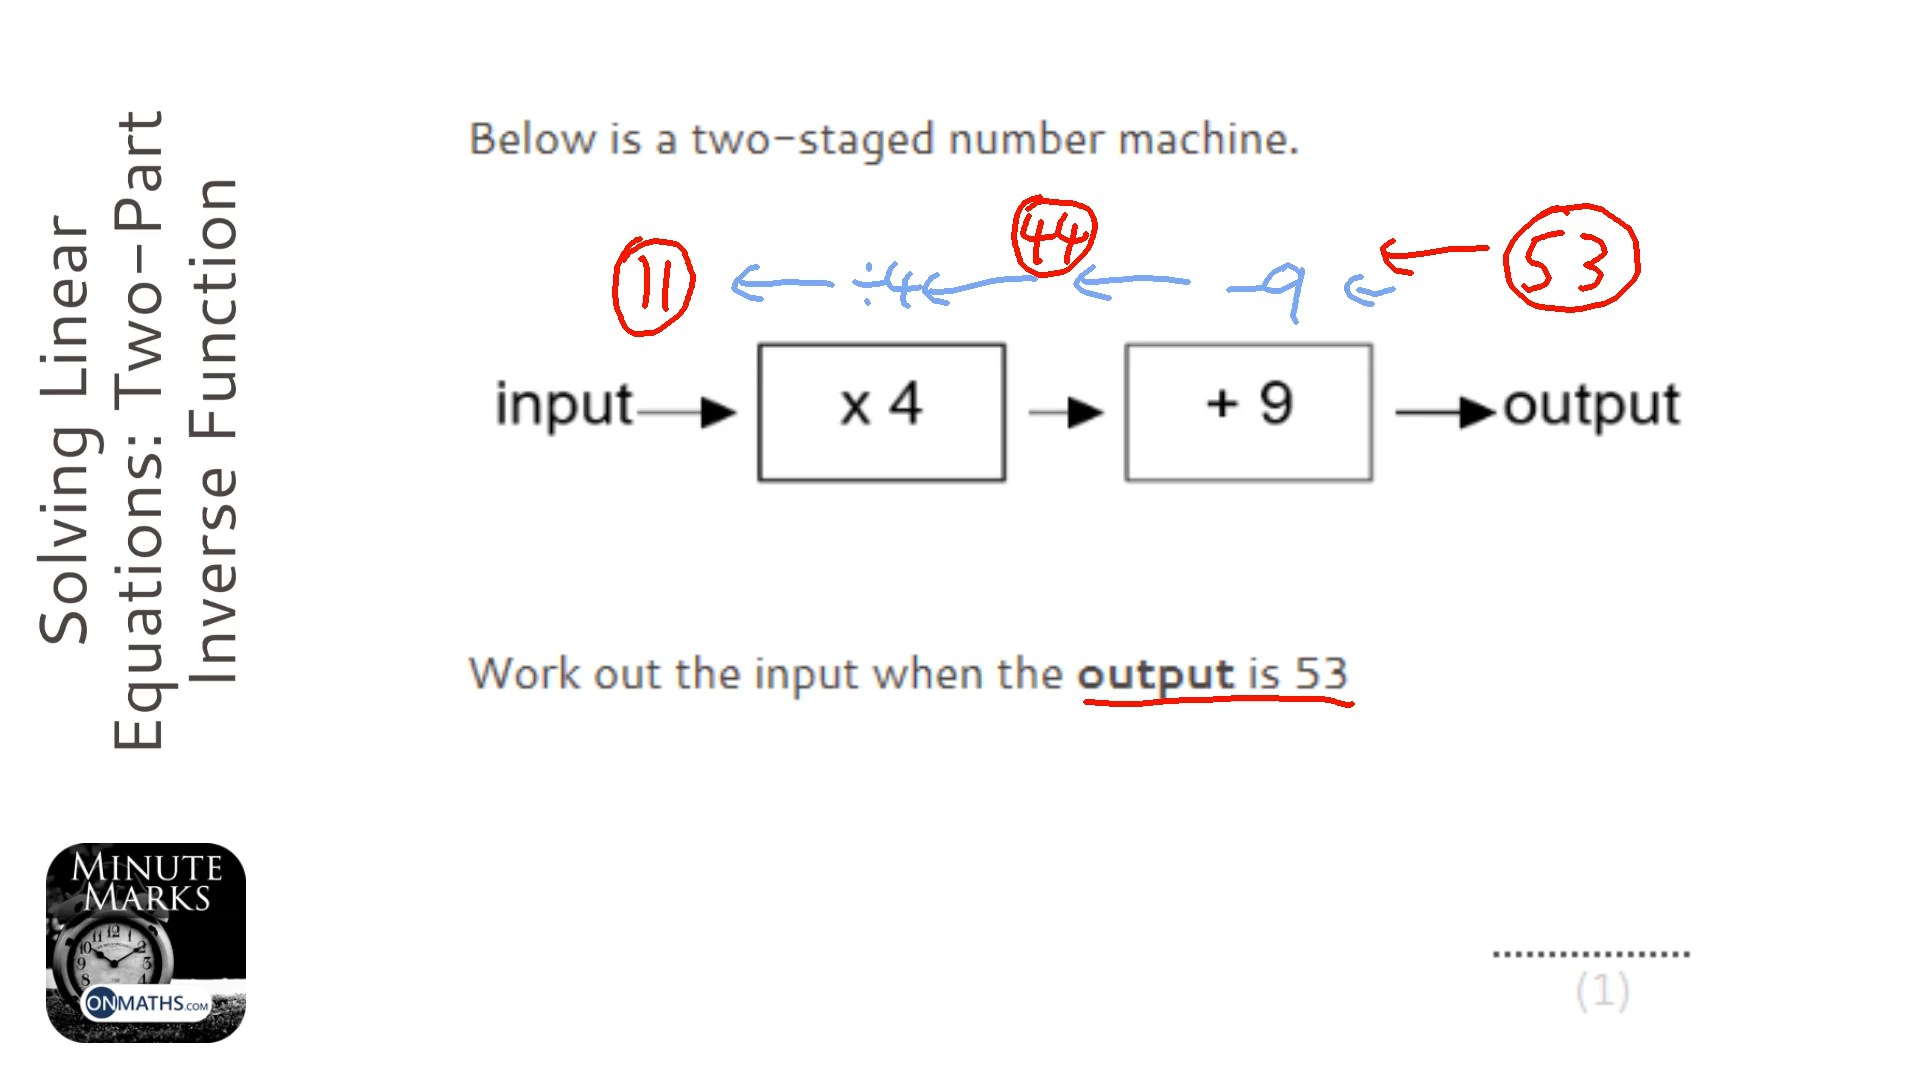 Solving Linear
Equations: Two-Part
Inverse Function
Below is a two-staged number machine.
11 ÷4 44 -9 53
input x 4 + 9 output
Work out the input when the output is 53
(1)
MINUTE
MARKS
ONMATHS.COM